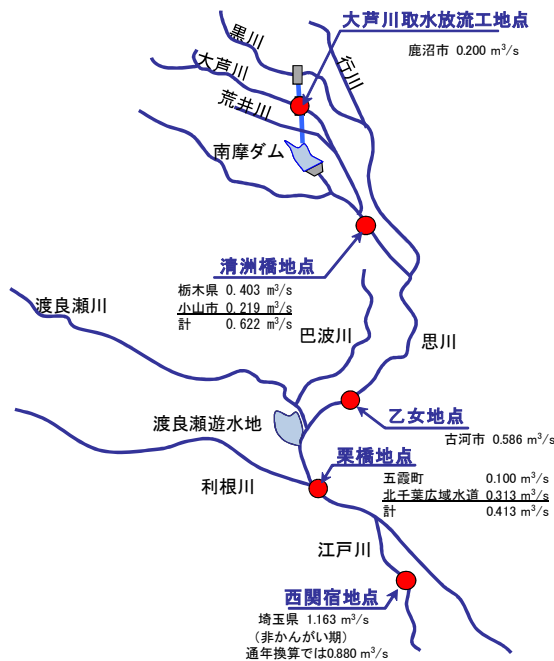 大芦川取水放流工地点
鹿沼市 0.200 m³/s
黒川
行川
大芦川
荒井川
南摩ダム
清洲橋地点
栃木県 0.403 m³/s
小山市 0.219 m³/s
計 0.622 m³/s
渡良瀬川
巴波川
思川
乙女地点
古河市 0.586 m³/s
渡良瀬遊水地
栗橋地点
五霞町 0.100 m³/s
北千葉広域水道 0.313 m³/s
計 0.413 m³/s
利根川
江戸川
西関宿地点
埼玉県 1.163 m³/s
（非かんがい期）
通年換算では0.880 m³/s